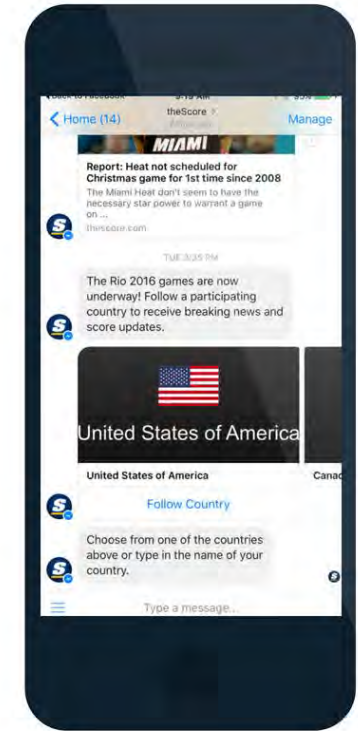 Back to Facebook
Home (14)
theScore
Manage
MIAMI
Report: Heat not scheduled for
Christmas game for 1st time since 2008
The Miami Heat don't seem to have the
necessary star power to warrant a game
on ...
thescore.com
TUE 3:35 PM
The Rio 2016 games are now
underway! Follow a participating
country to receive breaking news and
score updates.
United States of America
United States of America
Canad
Follow Country
Choose from one of the countries
above or type in the name of your
country.
Type a message...